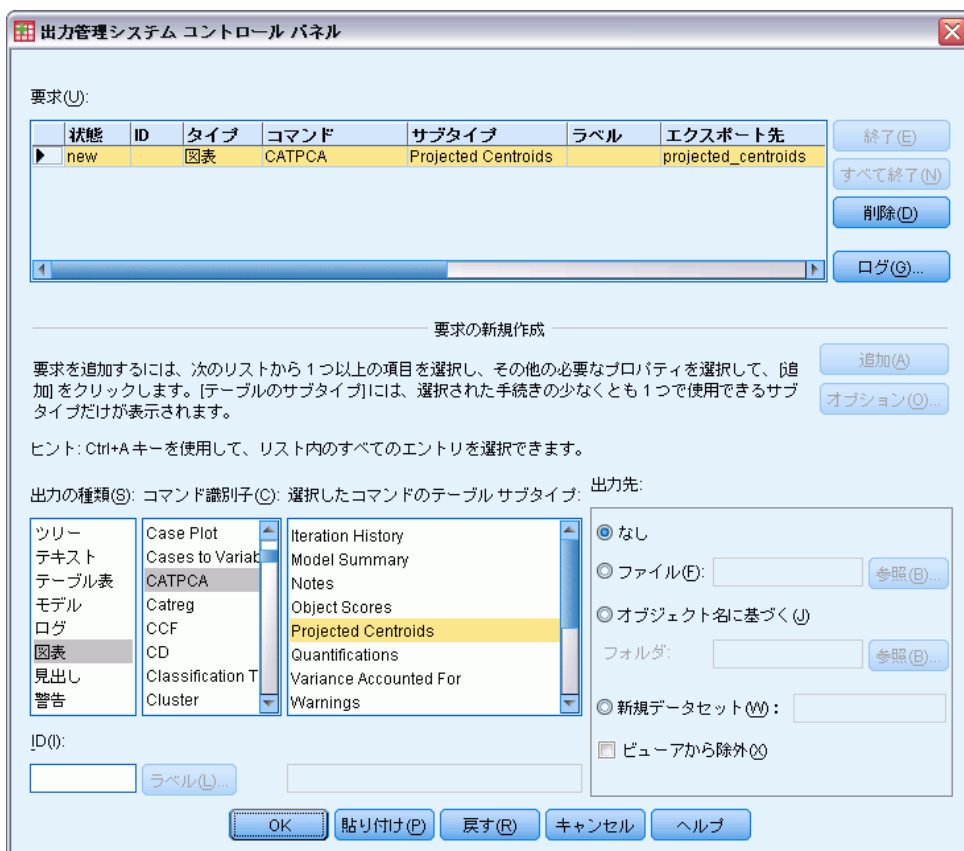 出力管理システム コントロール パネル
要求(U):
状態 ID タイプ コマンド サブタイプ ラベル エクスポート先
new 図表 CATPCA Projected Centroids projected_centroids
終了(E)
すべて終了(N)
削除(D)
ログ(G)...
要求の新規作成
要求を追加するには、次のリストから１つ以上の項目を選択し、その他の必要なプロパティを選択して、[追
加] をクリックします。[テーブルのサブタイプ]には、選択された手続きの少なくとも１つで使用できるサブ
タイプだけが表示されます。
追加(A)
オプション(O)...
ヒント: Ctrl+A キーを使用して、リスト内のすべてのエントリを選択できます。
出力の種類(S): コマンド識別子(C): 選択したコマンドのテーブル サブタイプ:
ツリー
テキスト
テーブル表
モデル
ログ
図表
見出し
警告
Case Plot
Cases to Variab
CATPCA
Catreg
CCF
CD
Classification T
Cluster
Iteration History
Model Summary
Notes
Object Scores
Projected Centroids
Quantifications
Variance Accounted For
Warnings
出力先:
なし
ファイル(F): 参照(B)...
オブジェクト名に基づく(J)
フォルダ: 参照(B)...
新規データセット(W)：
ビューアから除外(X)
ID(I):
ラベル(L)...
OK 貼り付け(P) 戻す(R) キャンセル ヘルプ